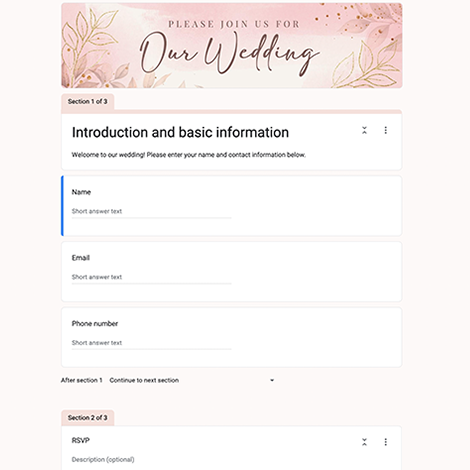 PLEASE JOIN US FOR
Our Wedding
Section 1 of 3
Introduction and basic information
Welcome to our wedding! Please enter your name and contact information below.
Name
Short answer text
Email
Short answer text
Phone number
Short answer text
After section 1 Continue to next section
Section 2 of 3
RSVP
Description (optional)